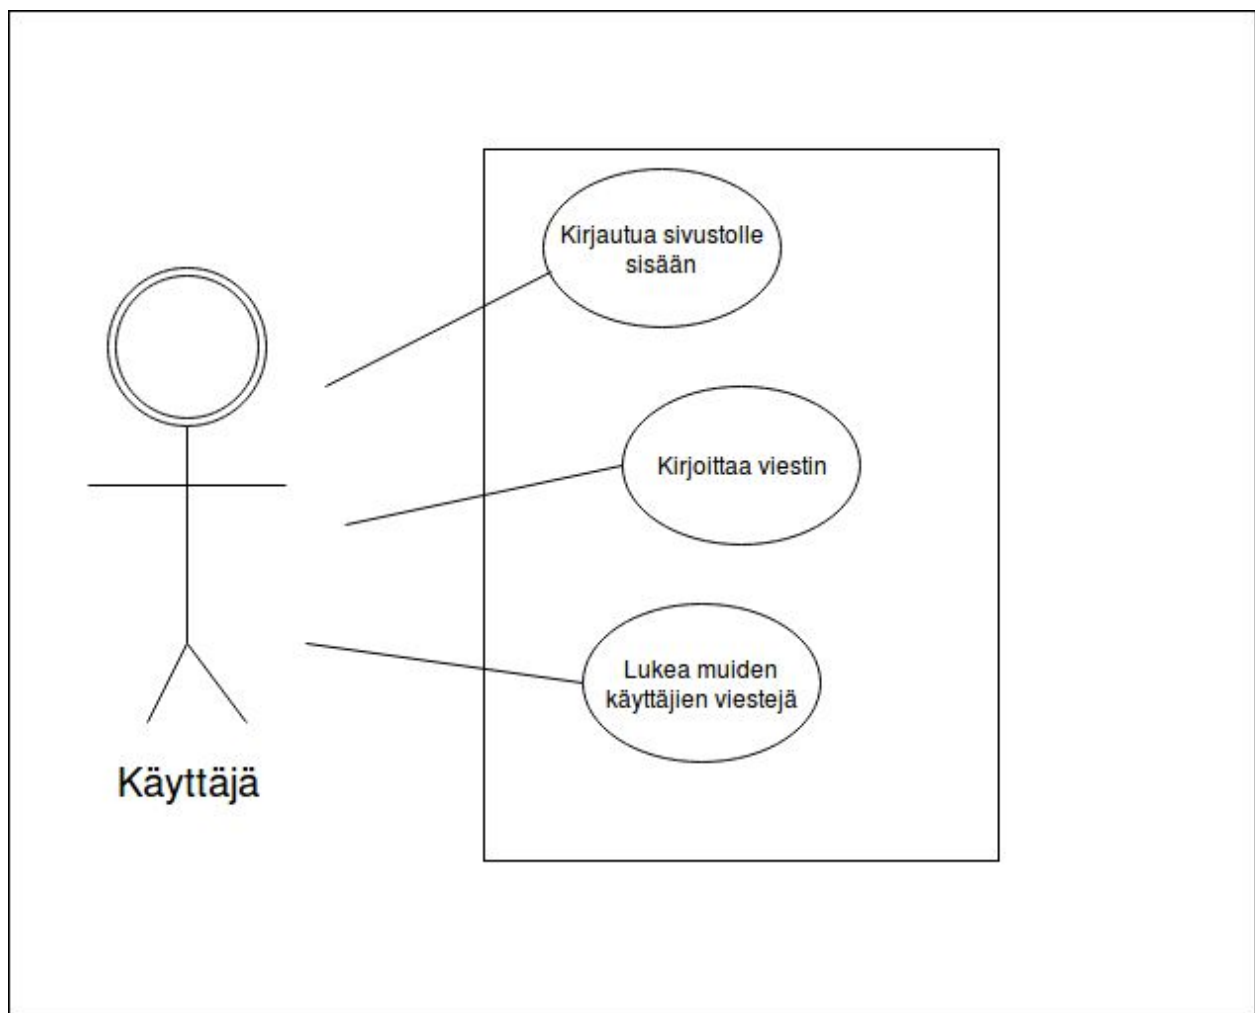 Kirjautua sivustolle
sisään
Kirjoittaa viestin
Lukea muiden
käyttäjien viestejä
Käyttäjä